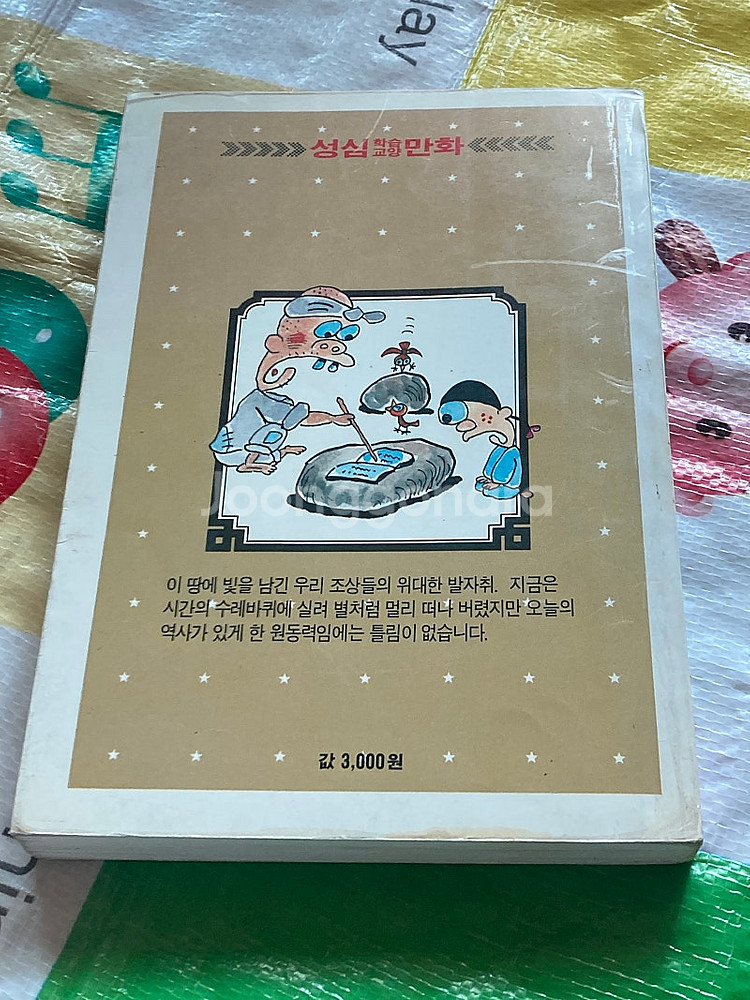 lay
성심 학습 교양 만화
Joonggonara
이 땅에 빛을 남긴 우리 조상들의 위대한 발자취. 지금은
시간의 수레바퀴에 실려 별처럼 멀리 떠나 버렸지만 오늘의
역사가 있게 한 원동력임에는 틀림이 없습니다.
값 3,000원